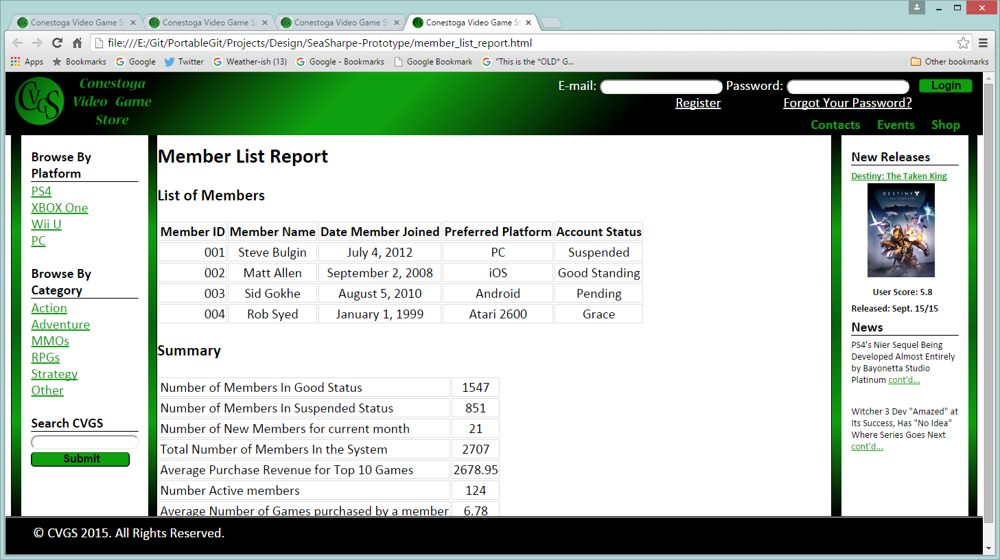 Conestoga Video Game St
Conestoga Video Game St
Conestoga Video Game St
Conestoga Video Game St
file:///E:/Git/PortableGit/Projects/Design/SeaSharpe-Prototype/member_list_report.html
Apps Bookmarks Google Twitter Weather-ish (13) Google - Bookmarks Google Bookmark "This is the *OLD* G... Other bookmarks
CVGS
Conestoga
Video Game
Store
E-mail: Password: Login
Register Forgot Your Password?
Contacts Events Shop
Browse By
Platform
PS4
XBOX One
Wii U
PC
Browse By
Category
Action
Adventure
MMOs
RPGs
Strategy
Other
Search CVGS
Submit
Member List Report
List of Members
Member ID Member Name Date Member Joined Preferred Platform Account Status
001 Steve Bulgin July 4, 2012 PC Suspended
002 Matt Allen September 2, 2008 iOS Good Standing
003 Sid Gokhe August 5, 2010 Android Pending
004 Rob Syed January 1, 1999 Atari 2600 Grace
Summary
Number of Members In Good Status 1547
Number of Members In Suspended Status 851
Number of New Members for current month 21
Total Number of Members In the System 2707
Average Purchase Revenue for Top 10 Games 2678.95
Number Active members 124
Average Number of Games purchased by a member 6.78
New Releases
Destiny: The Taken King
DESTINY
THE TAKEN KING
User Score: 5.8
Released: Sept. 15/15
News
PS4's Nier Sequel Being
Developed Almost Entirely
by Bayonetta Studio
Platinum cont'd...
Witcher 3 Dev "Amazed" at
Its Success, Has "No Idea"
Where Series Goes Next
cont'd...
© CVGS 2015. All Rights Reserved.